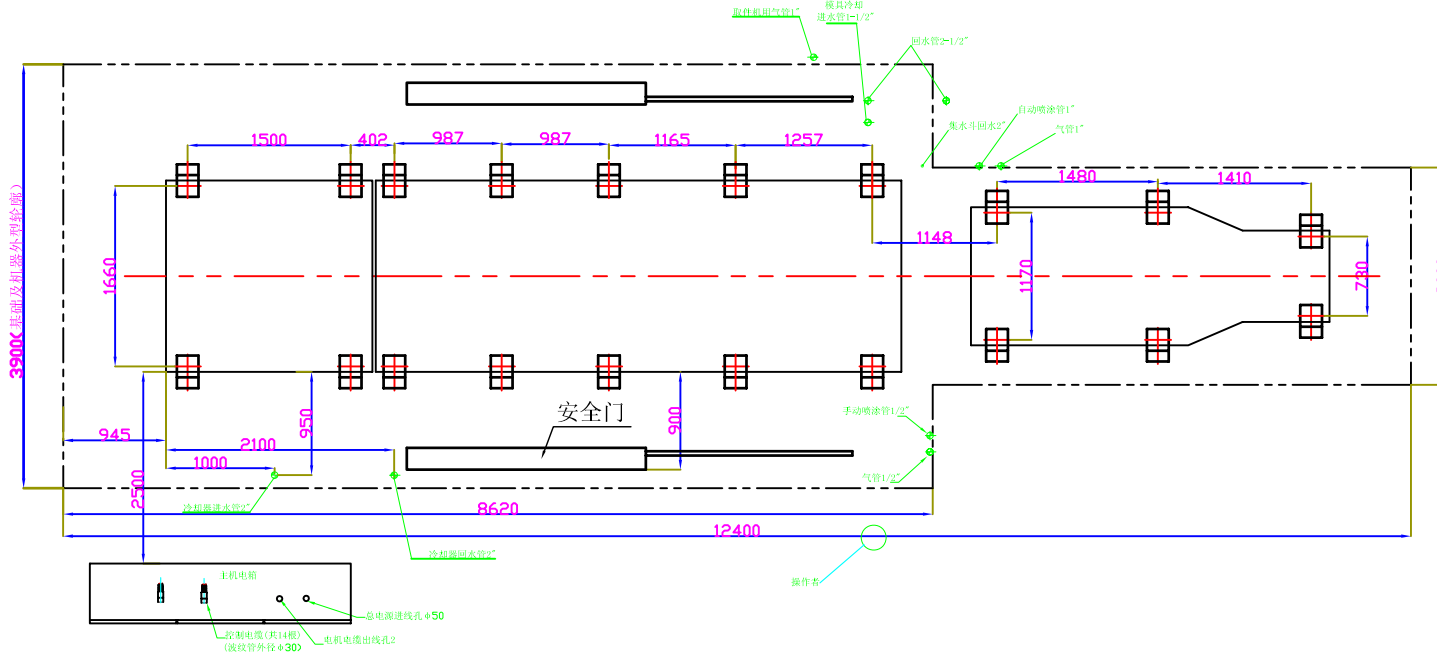 取件机用气管1"
模具冷却
进水管1-1/2"
回水管2-1/2"
自动喷涂管1"
集水斗回水2"
气管1"
1500
402
987
987
1165
1257
1480
1410
1148
3900(基础及机器外型轮廓)
1660
1170
730
安全门
950
900
手动喷涂管1/2"
945
2100
1000
2500
气管1/2"
冷却器进水管2"
8620
12400
冷却器回水管2"
操作者
主机电箱
总电源进线孔φ50
控制电缆(共14根)
(波纹管外径φ30)
电机电缆出线孔2